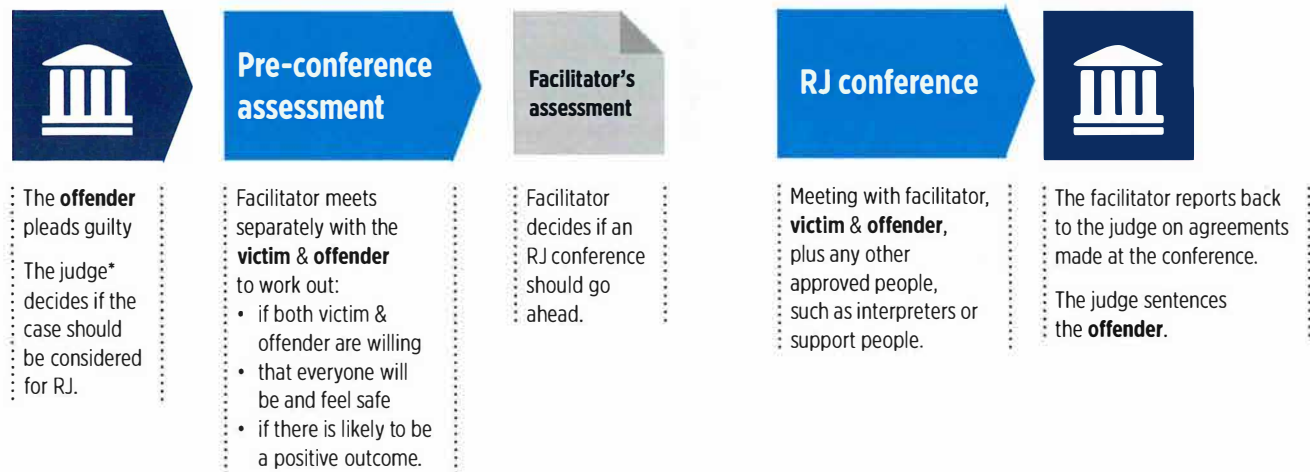 Pre-conference
assessment
Facilitator's
assessment
RJ conference
The offender
pleads guilty
The judge*
decides if the
case should
be considered
for RJ.
Facilitator meets
separately with the
victim & offender
to work out:
• if both victim &
offender are willing
• that everyone will
be and feel safe
• if there is likely to be
a positive outcome.
Facilitator
decides if an
RJ conference
should go
ahead.
Meeting with facilitator,
victim & offender,
plus any other
approved people,
such as interpreters or
support people.
The facilitator reports back
to the judge on agreements
made at the conference.
The judge sentences
the offender.